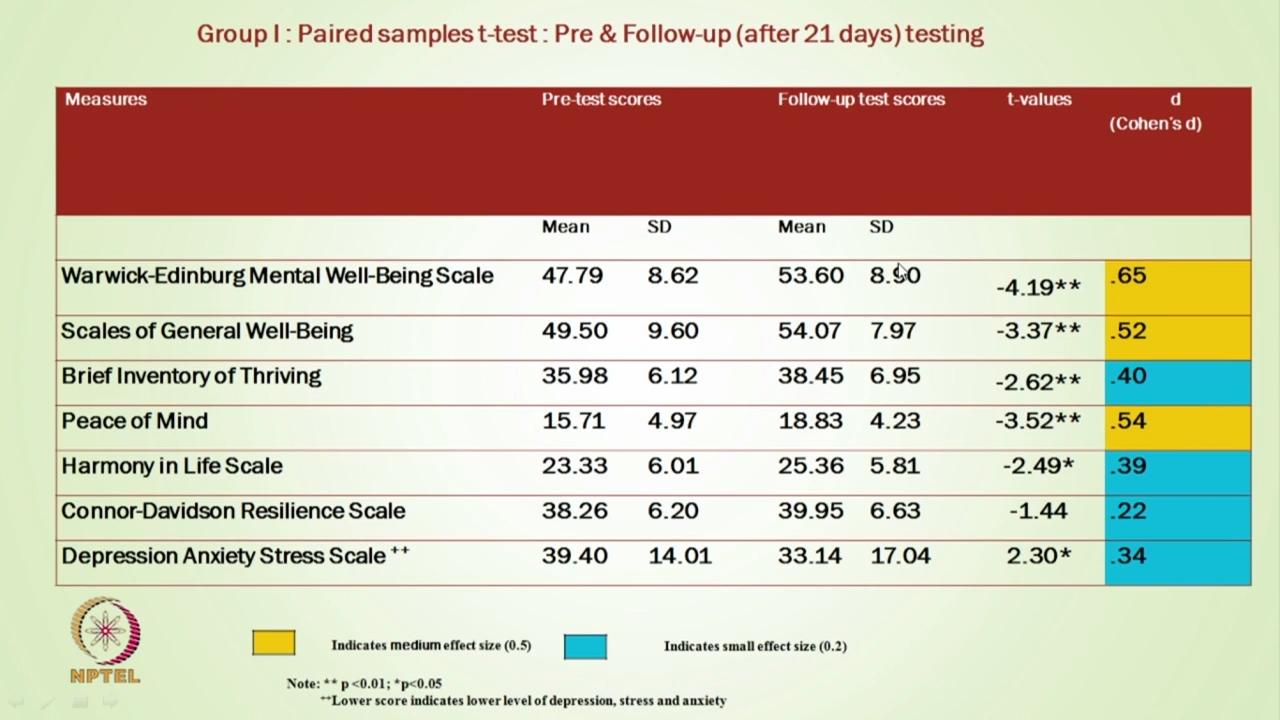 Group I : Paired samples t-test : Pre & Follow-up (after 21 days) testing
Measures Pre-test scores Follow-up test scores t-values d
(Cohen's d)
Mean SD Mean SD
Warwick-Edinburg Mental Well-Being Scale 47.79 8.62 53.60 8.90 -4.19** .65
Scales of General Well-Being 49.50 9.60 54.07 7.97 -3.37** .52
Brief Inventory of Thriving 35.98 6.12 38.45 6.95 -2.62** .40
Peace of Mind 15.71 4.97 18.83 4.23 -3.52** .54
Harmony in Life Scale 23.33 6.01 25.36 5.81 -2.49* .39
Connor-Davidson Resilience Scale 38.26 6.20 39.95 6.63 -1.44 .22
Depression Anxiety Stress Scale ++ 39.40 14.01 33.14 17.04 2.30* .34
Indicates medium effect size (0.5) Indicates small effect size (0.2)
NPTEL
Note: ** p <0.01; *p<0.05
++Lower score indicates lower level of depression, stress and anxiety